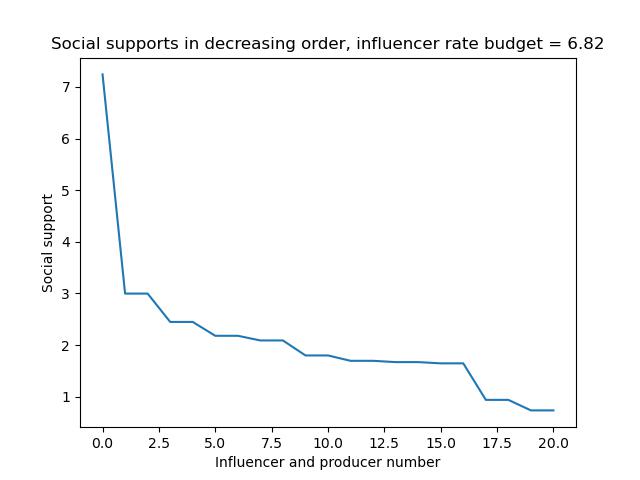 Social supports in decreasing order, influencer rate budget = 6.82
7
6
5
4
3
2
1
Social support
0.0 2.5 5.0 7.5 10.0 12.5 15.0 17.5 20.0
Influencer and producer number